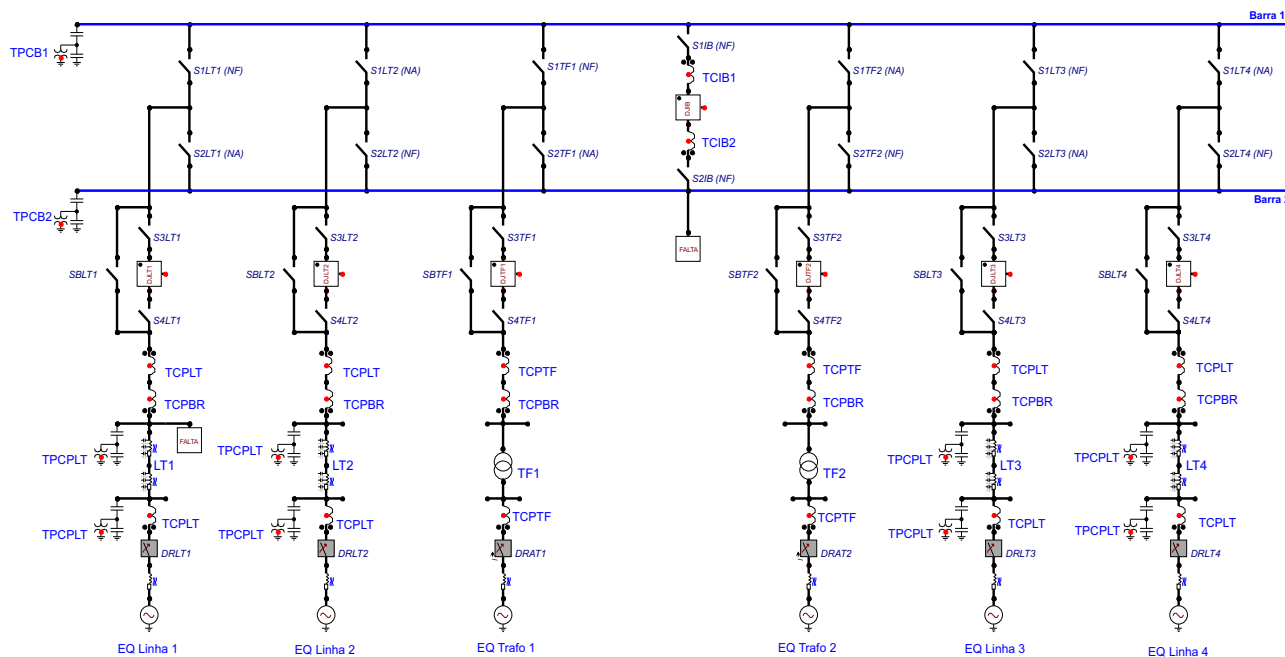 Barra 1
TPCB1
S1LT1 (NF)
S1LT2 (NA)
S1TF1 (NF)
S1IB (NF)
TCIB1
DJIB
TCIB2
S2IB (NF)
S1TF2 (NA)
S1LT3 (NF)
S1LT4 (NA)
S2LT1 (NA)
S2LT2 (NF)
S2TF1 (NA)
S2TF2 (NF)
S2LT3 (NA)
S2LT4 (NF)
Barra
TPCB2
FALTA
S3LT1
S3LT2
S3TF1
S3TF2
S3LT3
S3LT4
SBLT1
DJLT1
SBLT2
DJLT2
SBTF1
DJTF1
SBTF2
DJTF2
SBLT3
DJLT3
SBLT4
DJLT4
S4LT1
S4LT2
S4TF1
S4TF2
S4LT3
S4LT4
TCPLT
TCPLT
TCPTF
TCPTF
TCPLT
TCPLT
TCPBR
TCPBR
TCPBR
TCPBR
TCPBR
TCPBR
FALTA
TPCPLT
LT1
TPCPLT
LT2
TF1
TF2
TPCPLT
LT3
TPCPLT
LT4
TPCPLT
TCPLT
TPCPLT
TCPLT
TCPTF
TCPTF
TPCPLT
TCPLT
TPCPLT
TCPLT
DRLT1
DRLT2
DRAT1
DRAT2
DRLT3
DRLT4
EQ Linha 1
EQ Linha 2
EQ Trafo 1
EQ Trafo 2
EQ Linha 3
EQ Linha 4